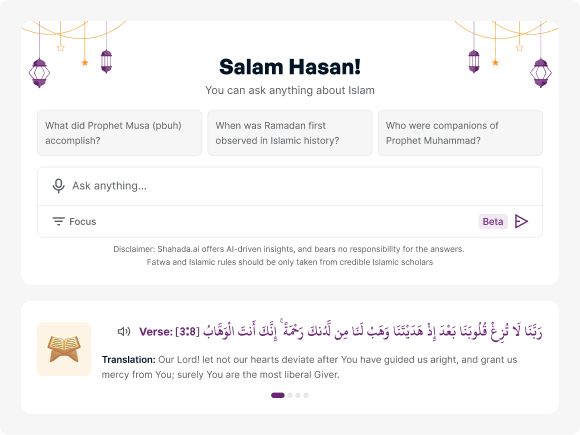 Salam Hasan!
You can ask anything about Islam
What did Prophet Musa (pbuh)
accomplish?
When was Ramadan first
observed in Islamic history?
Who were companions of
Prophet Muhammad?
Ask anything...
Focus
Beta
Disclaimer: Shahada.ai offers AI-driven insights, and bears no responsibility for the answers.
Fatwa and Islamic rules should be only taken from credible Islamic scholars
Verse: [3:8] رَبَّنَا لَا تُزِغْ قُلُوبَنَا بَعْدَ إِذْ هَدَيْتَنَا وَهَبْ لَنَا مِن لَّدُنكَ رَحْمَةً ۚ إِنَّكَ أَنتَ الْوَهَّابُ
Translation: Our Lord! let not our hearts deviate after You have guided us aright, and grant us
mercy from You; surely You are the most liberal Giver.